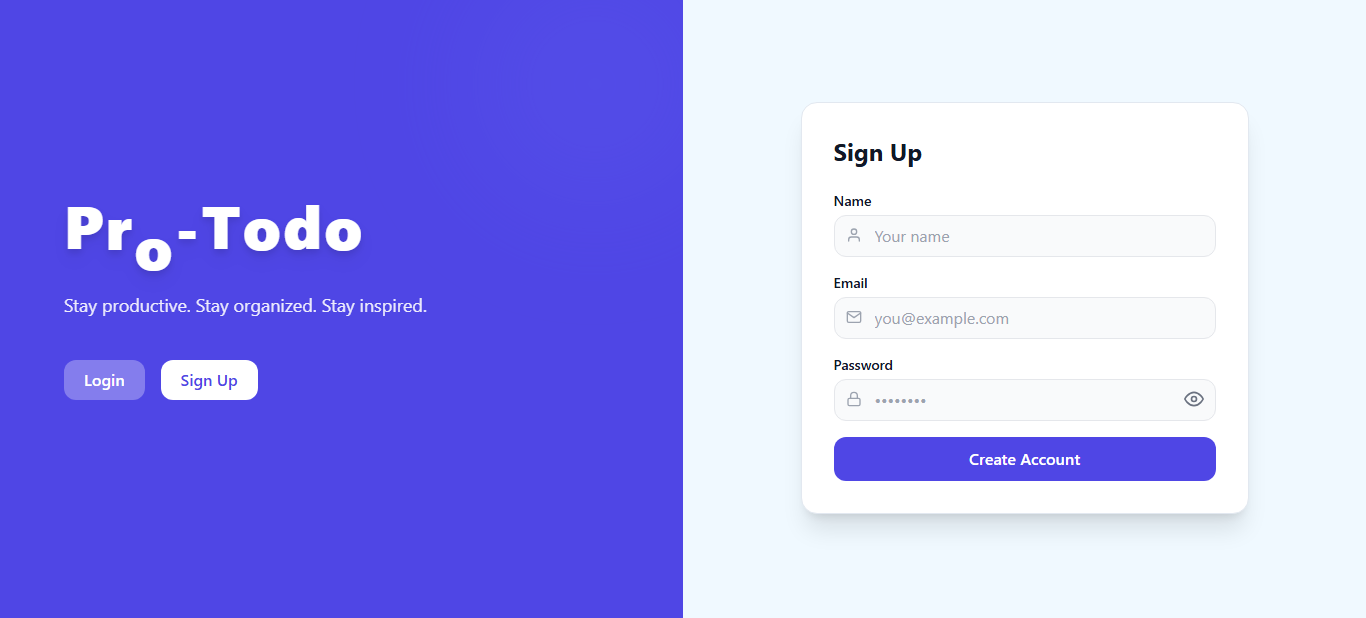 Pro-Todo
Stay productive. Stay organized. Stay inspired.
Login
Sign Up
Sign Up
Name
Your name
Email
you@example.com
Password
••••••••
Create Account